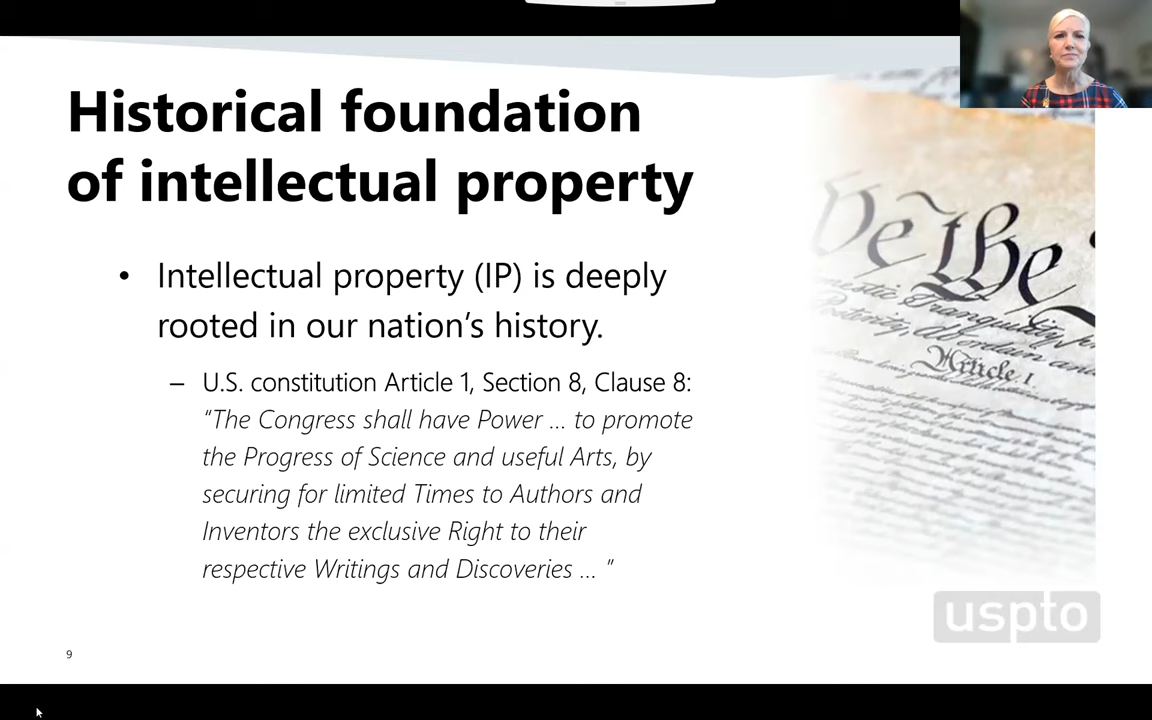 Historical foundation
of intellectual property
• Intellectual property (IP) is deeply
rooted in our nation’s history.
– U.S. constitution Article 1, Section 8, Clause 8:
“The Congress shall have Power ... to promote
the Progress of Science and useful Arts, by
securing for limited Times to Authors and
Inventors the exclusive Right to their
respective Writings and Discoveries ... ”
We the
Tranquility
Posterity,
Article. I
uspto
9